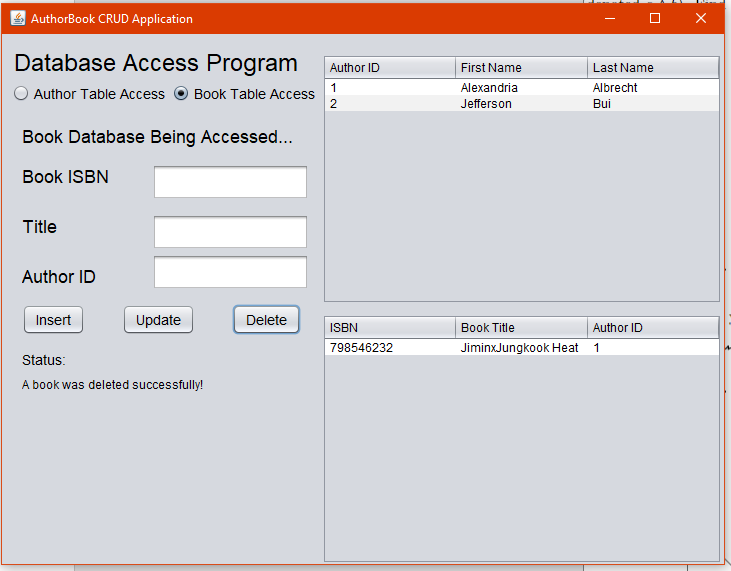 AuthorBook CRUD Application
Database Access Program
Author Table Access Book Table Access
Book Database Being Accessed...
Book ISBN
Title
Author ID
Insert Update Delete
Status:
A book was deleted successfully!
Author ID First Name Last Name
1 Alexandria Albrecht
2 Jefferson Bui
ISBN Book Title Author ID
798546232 JiminxJungkook Heat 1